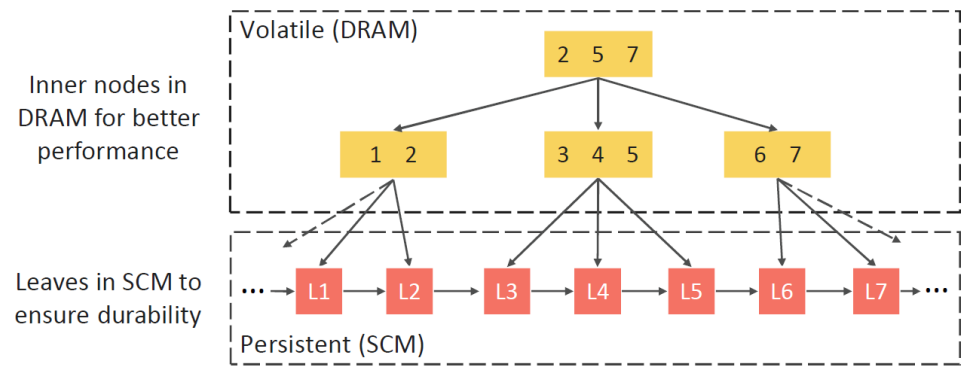 Volatile (DRAM)
2 5 7
Inner nodes in
DRAM for better
performance
1 2
3 4 5
6 7
Leaves in SCM to
ensure durability
... L1 L2 L3 L4 L5 L6 L7 ...
Persistent (SCM)